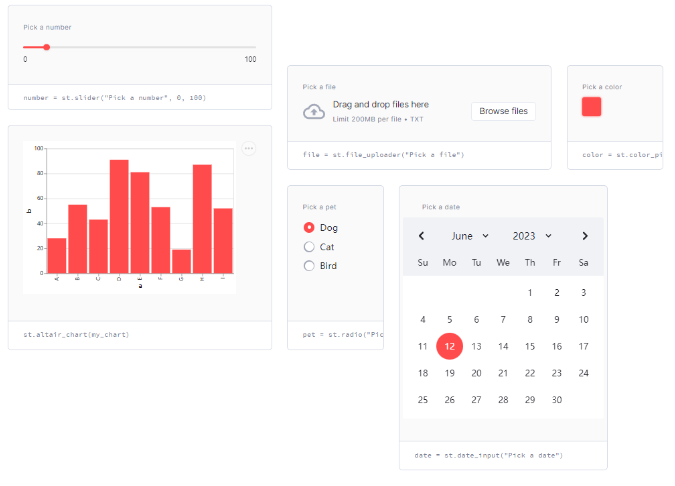 Pick a number
0 100
number = st.slider("Pick a number", 0, 100)
100
80
60
40
20
0
b
A B C D E F G H I
a
st.altair_chart(my_chart)
Pick a file
Drag and drop files here
Limit 200MB per file • TXT
Browse files
file = st.file_uploader("Pick a file")
Pick a color
color = st.color_pi
Pick a pet
Dog
Cat
Bird
pet = st.radio("Pic
Pick a date
June 2023
Su Mo Tu We Th Fr Sa
1 2 3
4 5 6 7 8 9 10
11 12 13 14 15 16 17
18 19 20 21 22 23 24
25 26 27 28 29 30
date = st.date_input("Pick a date")